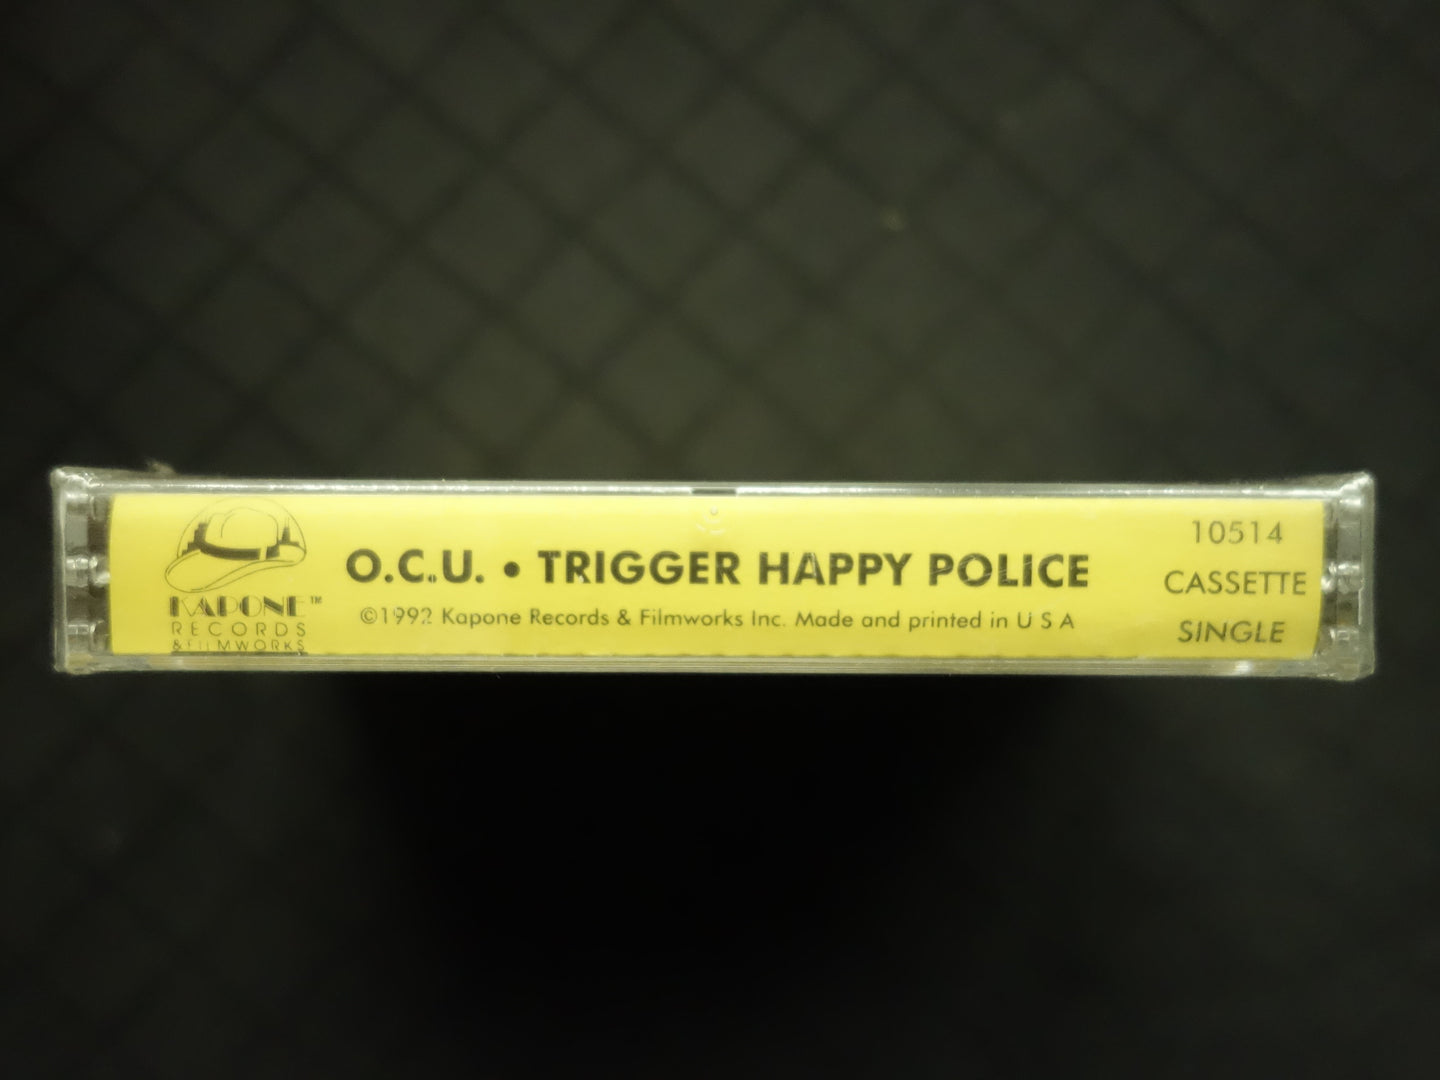 KAPONE™
RECORDS
& FILMWORKS
O.C.U. • TRIGGER HAPPY POLICE
©1992 Kapone Records & Filmworks Inc. Made and printed in U S A
10514
CASSETTE
SINGLE